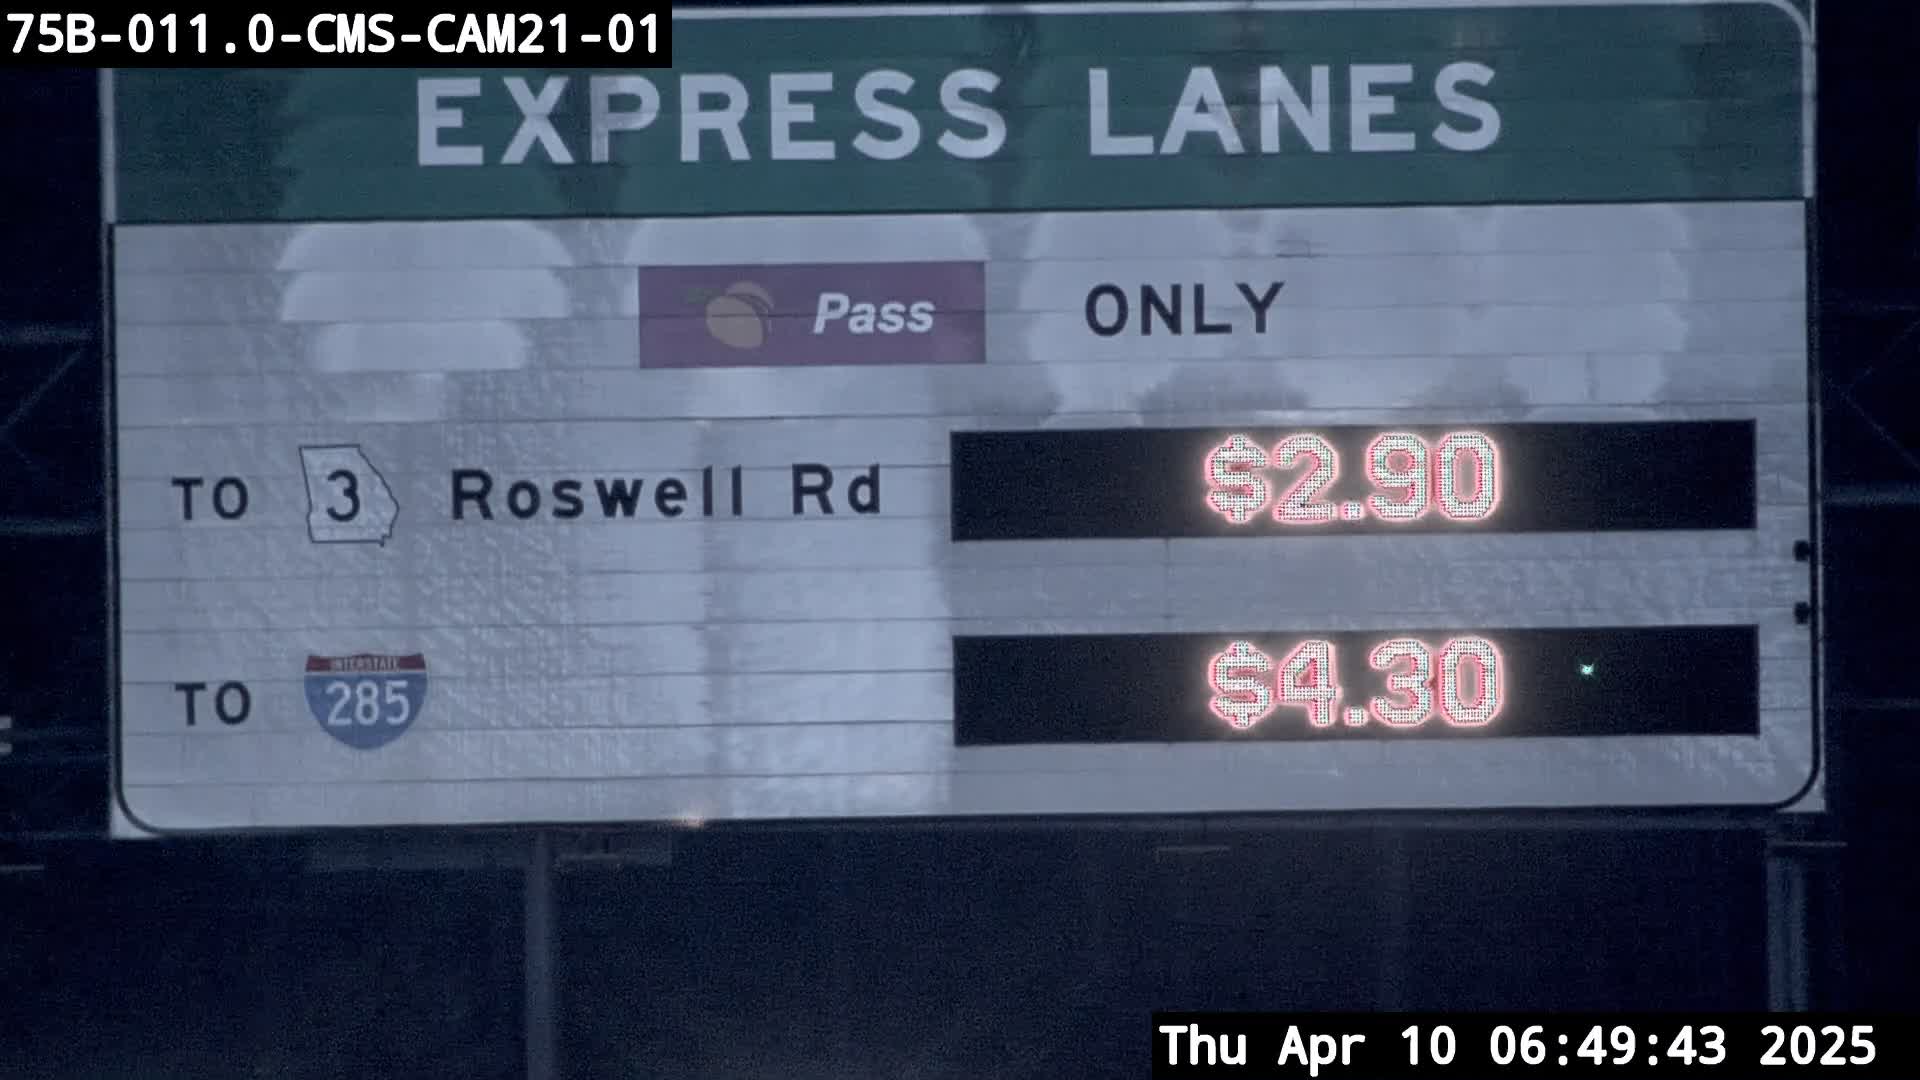 75B-011.0-CMS-CAM21-01
EXPRESS LANES
Pass ONLY
TO 3 Roswell Rd $2.90
TO INTERSTATE 285 $4.30
Thu Apr 10 06:49:43 2025